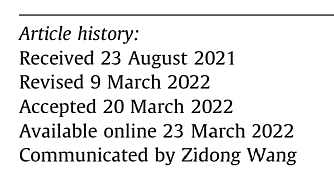 Article history:
Received 23 August 2021
Revised 9 March 2022
Accepted 20 March 2022
Available online 23 March 2022
Communicated by Zidong Wang